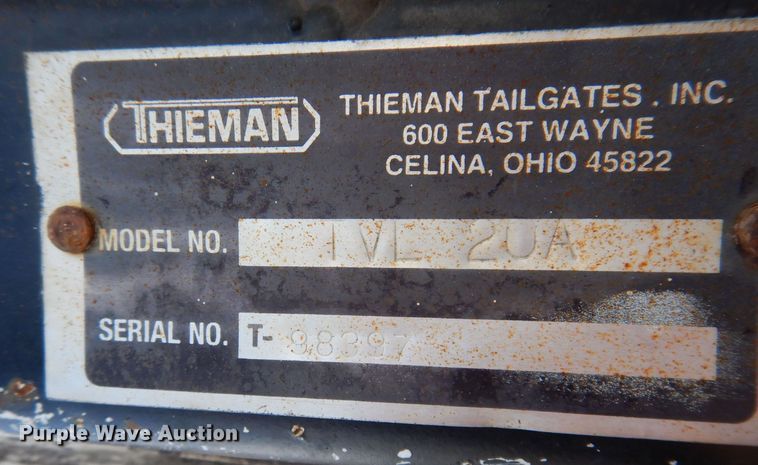 THIEMAN
THIEMAN TAILGATES . INC.
600 EAST WAYNE
CELINA, OHIO 45822
MODEL NO. TVL 20A
SERIAL NO. T- 98397
Purple Wave Auction